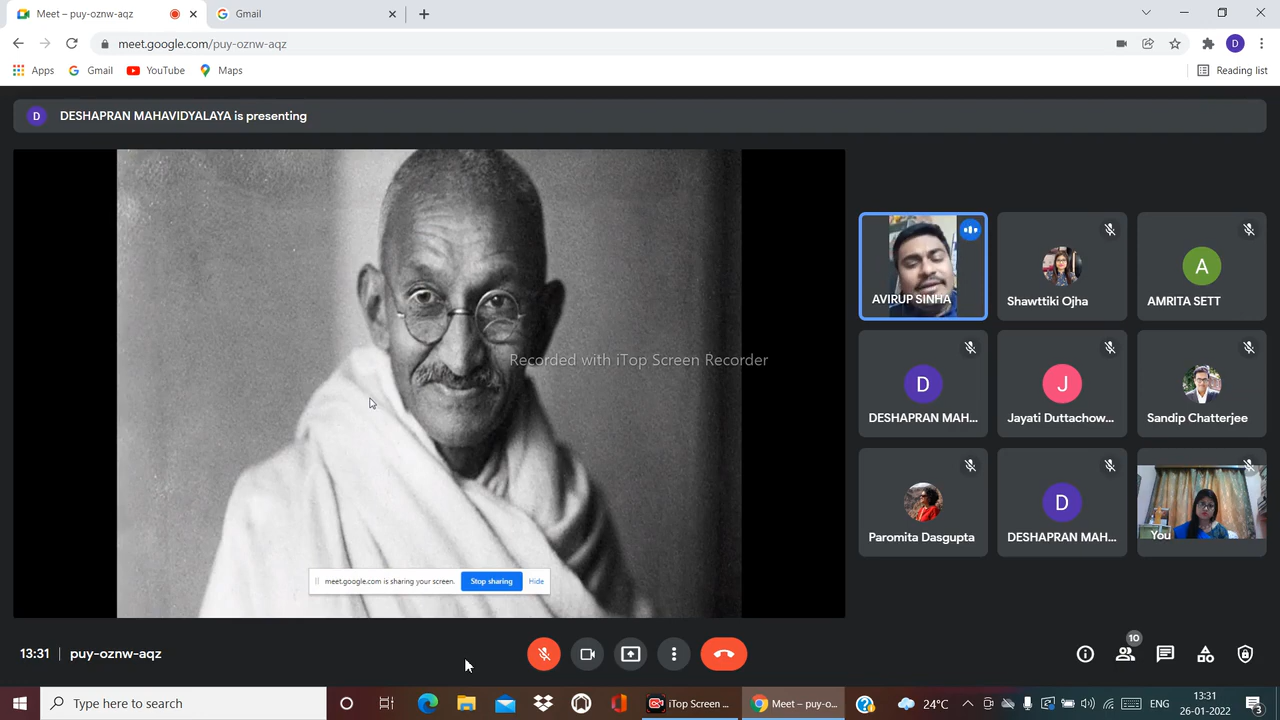 Meet – puy-oznw-aqz
Gmail
meet.google.com/puy-oznw-aqz
D
Apps
Gmail
YouTube
Maps
Reading list
D
DESHAPRAN MAHAVIDYALAYA is presenting
AVIRUP SINHA
Shawttiki Ojha
A
AMRITA SETT
Recorded with iTop Screen Recorder
D
DESHAPRAN MAH...
J
Jayati Duttachow...
Sandip Chatterjee
Paromita Dasgupta
D
DESHAPRAN MAH...
You
meet.google.com is sharing your screen.
Stop sharing
Hide
13:31
puy-oznw-aqz
10
Type here to search
iTop Screen ...
Meet – puy-o...
24°C
ENG
13:31
26-01-2022
3